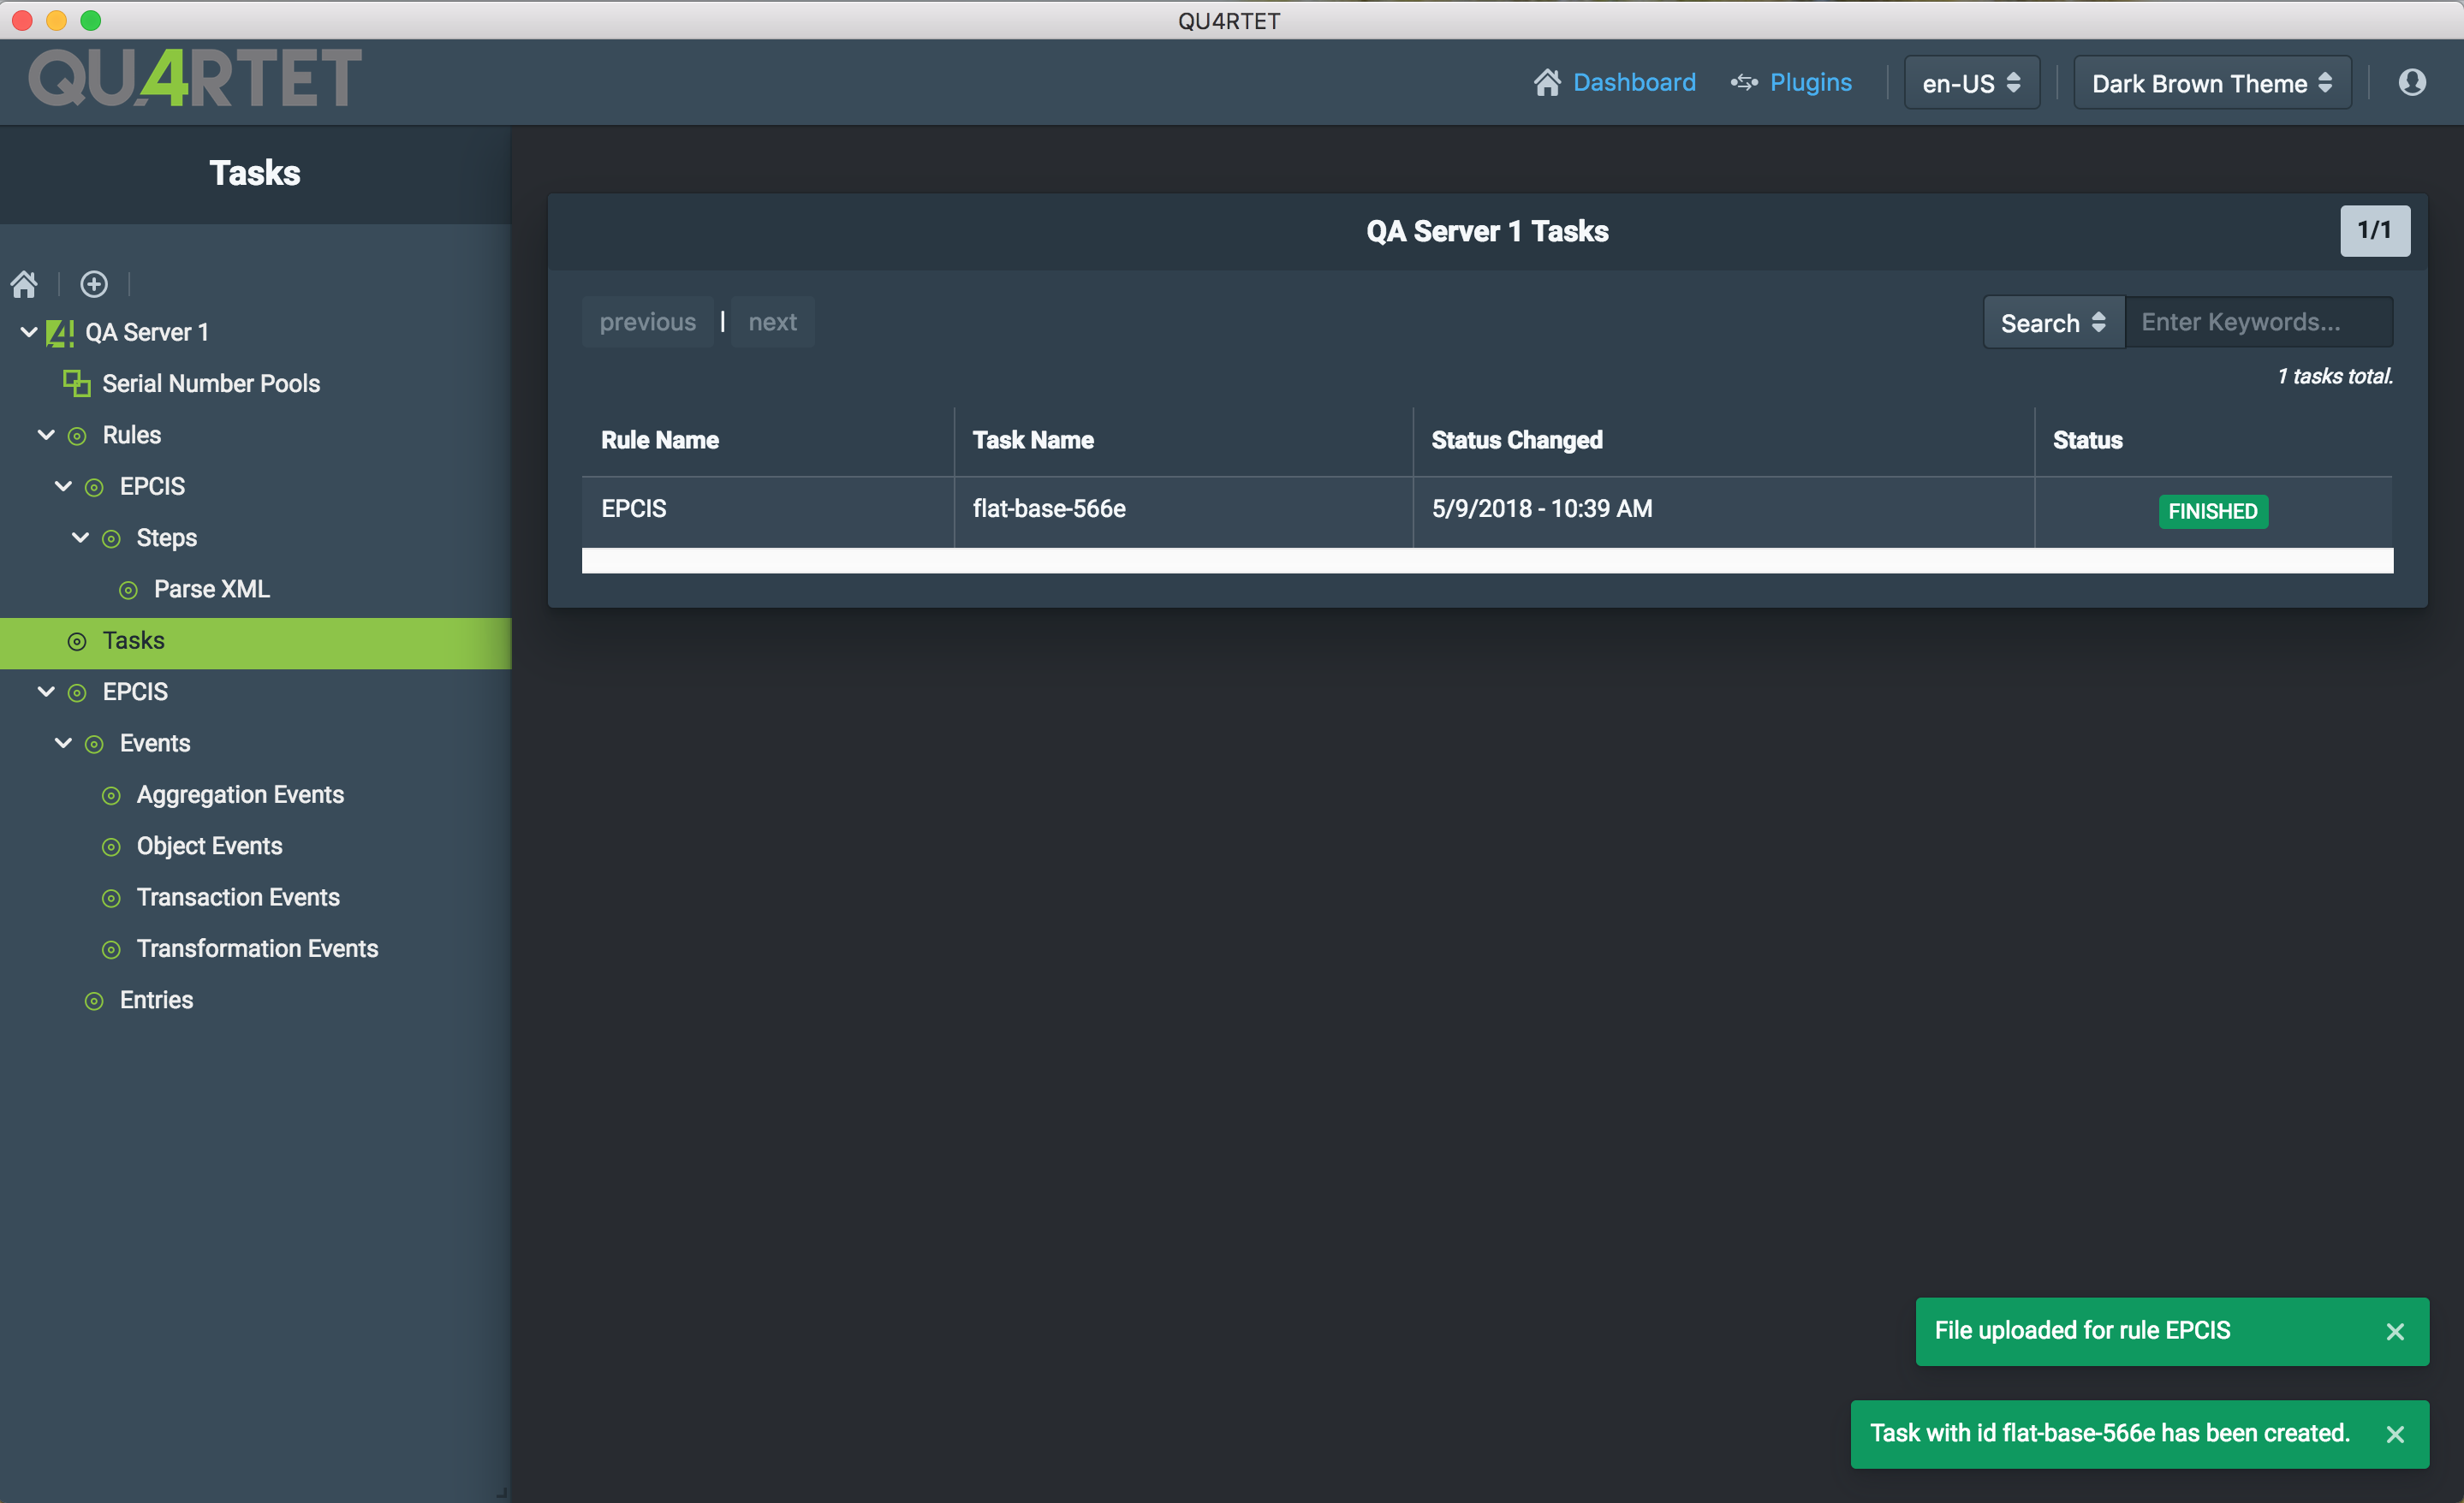 QU4RTET
QU4RTET
Dashboard Plugins en-US Dark Brown Theme
Tasks
QA Server 1
Serial Number Pools
Rules
EPCIS
Steps
Parse XML
Tasks
EPCIS
Events
Aggregation Events
Object Events
Transaction Events
Transformation Events
Entries
QA Server 1 Tasks 1/1
previous | next Search Enter Keywords...
1 tasks total.
Rule Name Task Name Status Changed Status
EPCIS flat-base-566e 5/9/2018 - 10:39 AM FINISHED
File uploaded for rule EPCIS
Task with id flat-base-566e has been created.